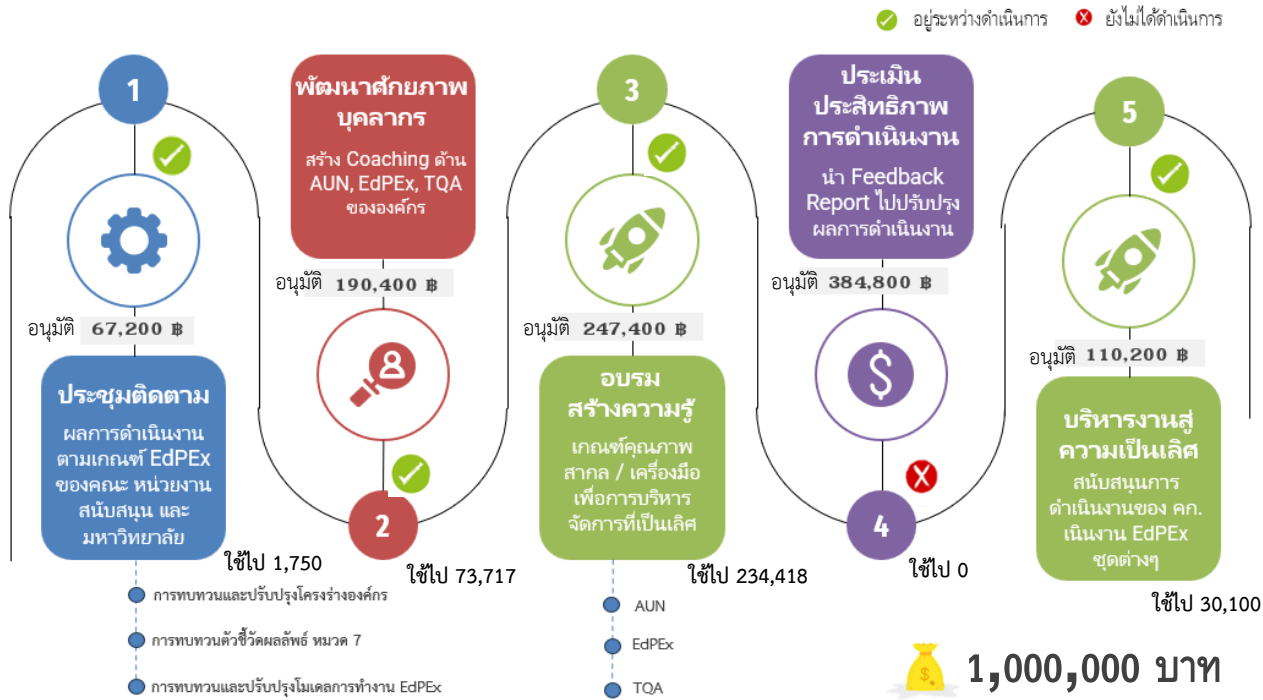 อยู่ระหว่างดำเนินการ
ยังไม่ได้ดำเนินการ
1
อนุมัติ 67,200 ฿
ประชุมติดตาม
ผลการดำเนินงาน
ตามเกณฑ์ EdPEx
ของคณะ หน่วยงาน
สนับสนุน และ
มหาวิทยาลัย
ใช้ไป 1,750
การทบทวนและปรับปรุงโครงร่างองค์กร
การทบทวนตัวชี้วัดผลลัพธ์ หมวด 7
การทบทวนและปรับปรุงโมเดลการทำงาน EdPEx
พัฒนาศักยภาพ
บุคลากร
สร้าง Coaching ด้าน
AUN, EdPEx, TQA
ขององค์กร
อนุมัติ 190,400 ฿
2
ใช้ไป 73,717
3
อนุมัติ 247,400 ฿
อบรม
สร้างความรู้
เกณฑ์คุณภาพ
สากล / เครื่องมือ
เพื่อการบริหาร
จัดการที่เป็นเลิศ
ใช้ไป 234,418
AUN
EdPEx
TQA
ประเมิน
ประสิทธิภาพ
การดำเนินงาน
นำ Feedback
Report ไปปรับปรุง
ผลการดำเนินงาน
อนุมัติ 384,800 ฿
$
4
ใช้ไป 0
5
อนุมัติ 110,200 ฿
บริหารงานสู่
ความเป็นเลิศ
สนับสนุนการ
ดำเนินงานของ คก.
เนินงาน EdPEx
ชุดต่างๆ
ใช้ไป 30,100
$
1,000,000 บาท